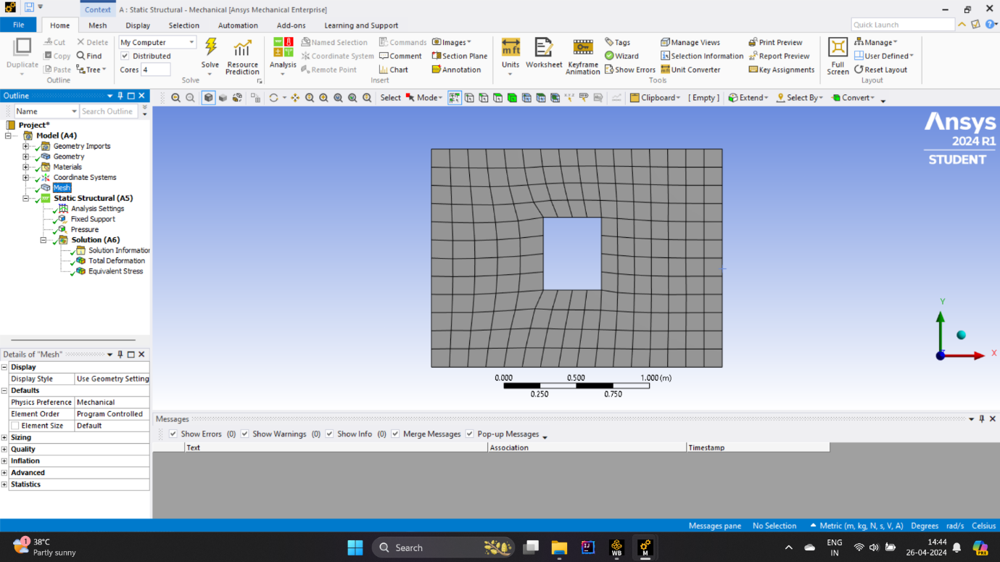 Context A : Static Structural - Mechanical [Ansys Mechanical Enterprise]
File Home Mesh Display Selection Automation Add-ons Learning and Support Quick Launch
Duplicate Cut Copy Paste Delete Find Tree
Outline
My Computer
Distributed
Cores 4
Solve Resource Prediction
Solve
Analysis Named Selection Coordinate System Remote Point Commands Comment Chart Images Section Plane Annotation
Insert
Units Worksheet Keyframe Animation Tags Wizard Show Errors Manage Views Selection Information Unit Converter Print Preview Report Preview Key Assignments
Tools
Full Screen Manage User Defined Reset Layout
Layout
Outline
Select Mode Clipboard [ Empty ] Extend Select By Convert
Name Search Outline
Project*
Model (A4)
Geometry Imports
Geometry
Materials
Coordinate Systems
Mesh
Static Structural (A5)
Analysis Settings
Fixed Support
Pressure
Solution (A6)
Solution Information
Total Deformation
Equivalent Stress
Ansys
2024 R1
STUDENT
Y
X
0.000 0.500 1.000 (m)
0.250 0.750
Details of "Mesh"
Display
Display Style Use Geometry Setting
Defaults
Physics Preference Mechanical
Element Order Program Controlled
Element Size Default
Sizing
Quality
Inflation
Advanced
Statistics
Messages
Show Errors (0) Show Warnings (0) Show Info (0) Merge Messages Pop-up Messages
Text Association Timestamp
Messages pane No Selection Metric (m, kg, N, s, V, A) Degrees rad/s Celsius
1
38°C
Partly sunny
Search
WB
M
ENG
IN
14:44
26-04-2024
PRE